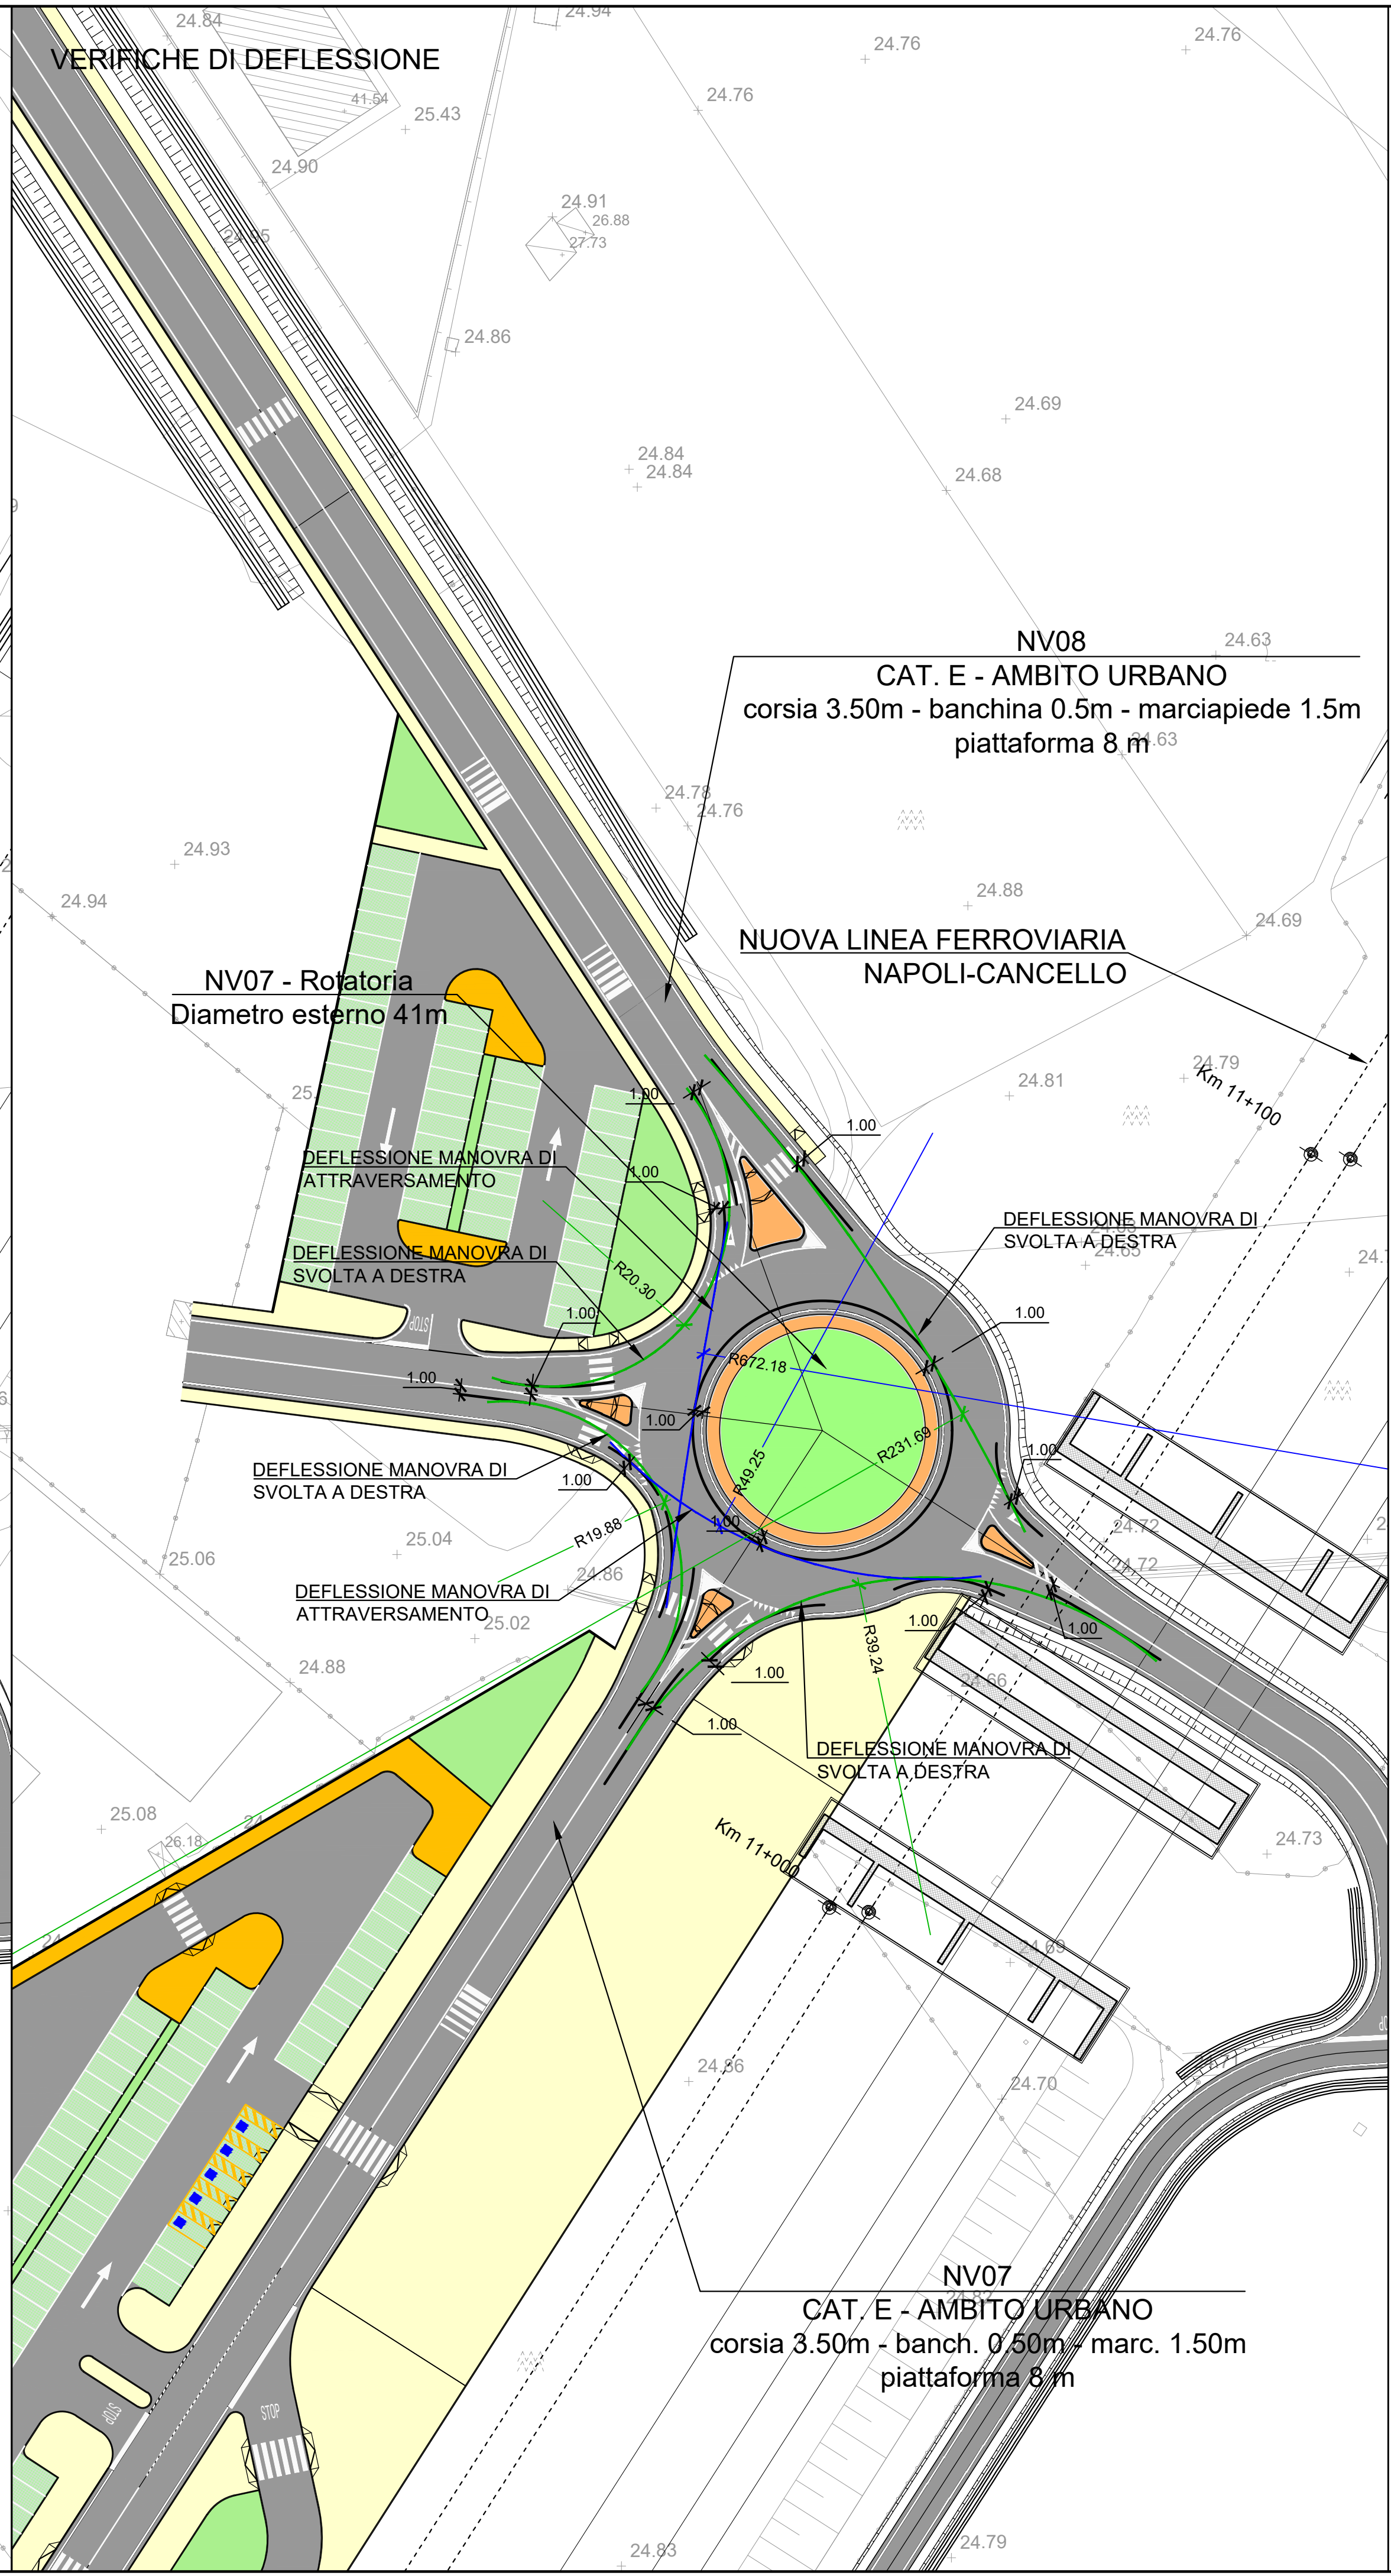 24.84
24.94
VERIFICHE DI DEFLESSIONE
24.76
24.76
24.76
41.54
25.43
24.90
24.91
26.88
27.73
24.86
24.69
24.84
24.84
24.68
NV08
CAT. E - AMBITO URBANO
corsia 3.50m - banchina 0.5m - marciapiede 1.5m
piattaforma 8 m
24.63
24.63
24.78
24.76
24.93
24.94
24.88
24.69
NUOVA LINEA FERROVIARIA
NAPOLI-CANCELLO
NV07 - Rotatoria
Diametro esterno 41m
24.79
24.81
Km 11+100
25.
1.00
1.00
DEFLESSIONE MANOVRA DI
ATTRAVERSAMENTO
1.00
DEFLESSIONE MANOVRA DI
SVOLTA A DESTRA
24.65
DEFLESSIONE MANOVRA DI
SVOLTA A DESTRA
R20.30
1.00
1.00
STOP
R672.18
1.00
1.00
R231.69
R49.25
1.00
DEFLESSIONE MANOVRA DI
SVOLTA A DESTRA
1.00
R19.88
1.00
24.72
24.72
25.04
25.06
24.86
DEFLESSIONE MANOVRA DI
ATTRAVERSAMENTO
25.02
1.00
1.00
R39.24
24.88
1.00
24.66
1.00
DEFLESSIONE MANOVRA DI
SVOLTA A DESTRA
25.08
26.18
Km 11+000
24.73
24.69
24.86
24.70
NV07
CAT. E - AMBITO URBANO
corsia 3.50m - banch. 0.50m - marc. 1.50m
piattaforma 8 m
STOP
STOP
24.83
24.79